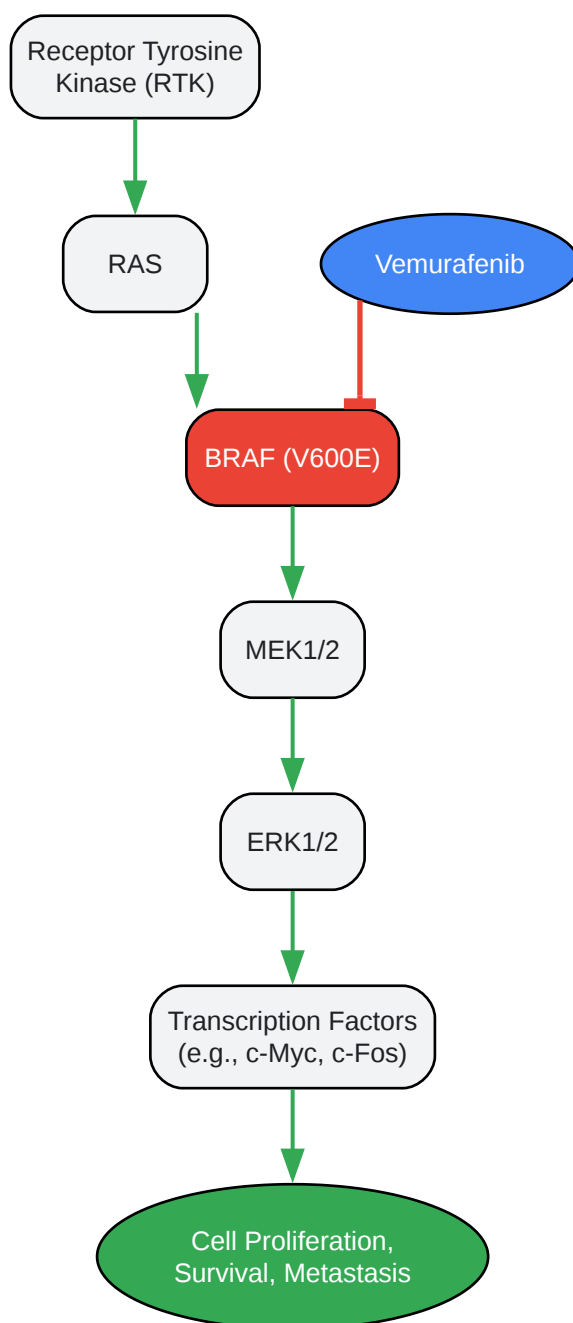 Receptor Tyrosine
Kinase (RTK)
RAS
Vemurafenib
BRAF (V600E)
MEK1/2
ERK1/2
Transcription Factors
(e.g., c-Myc, c-Fos)
Cell Proliferation,
Survival, Metastasis